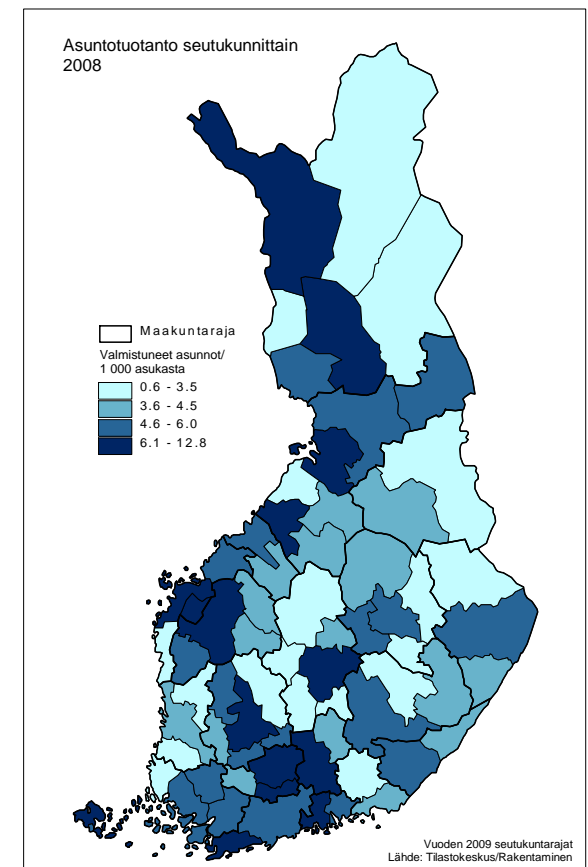 Asuntotuotanto seutukunnittain
2008
Maakuntaraja
Valmistuneet asunnot/
1 000 asukasta
0.6 - 3.5
3.6 - 4.5
4.6 - 6.0
6.1 - 12.8
Vuoden 2009 seutukuntarajat
Lähde: Tilastokeskus/Rakentaminen